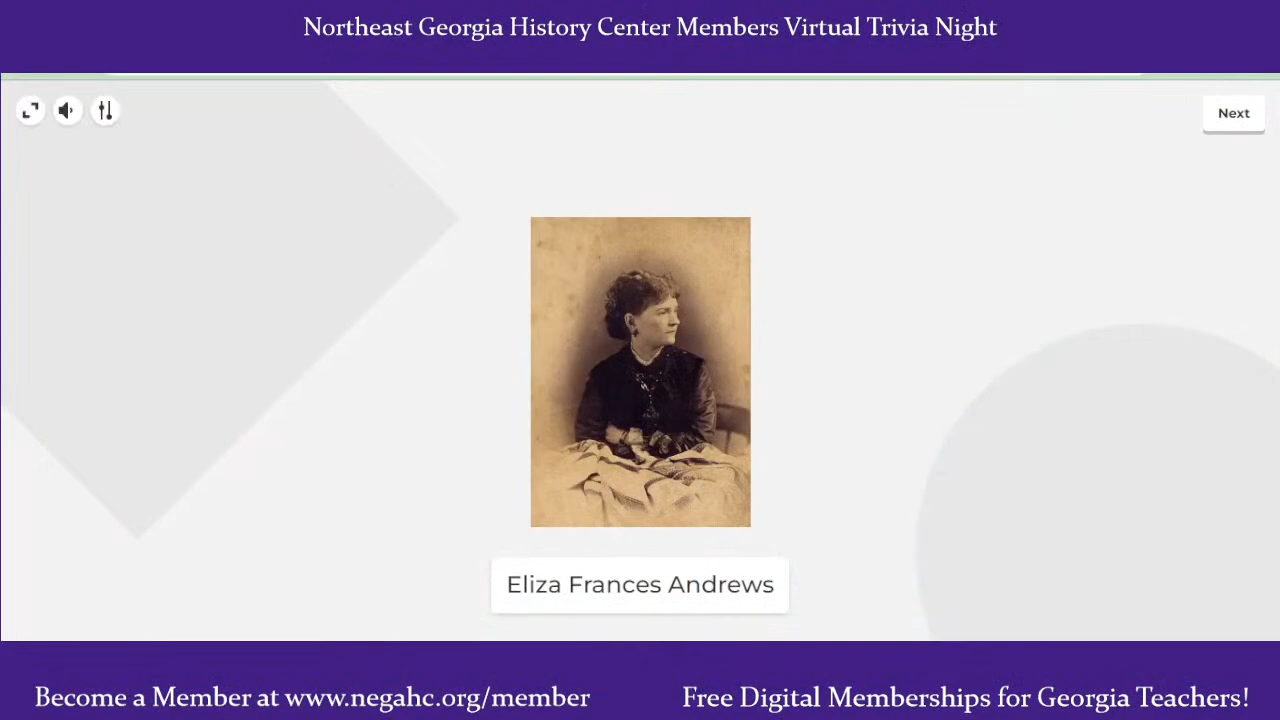 Northeast Georgia History Center Members Virtual Trivia Night
Next
Eliza Frances Andrews
Become a Member at www.negahc.org/member
Free Digital Memberships for Georgia Teachers!